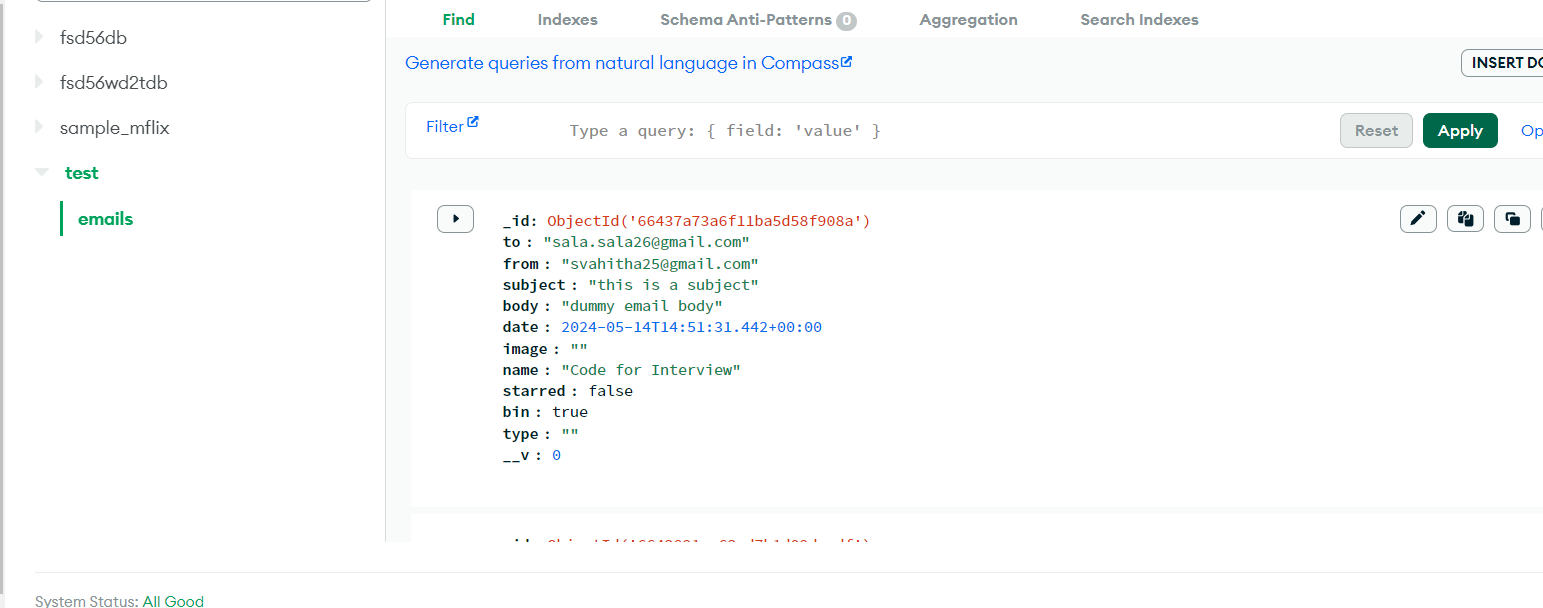 Find Indexes Schema Anti-Patterns 0 Aggregation Search Indexes
fsd56db
fsd56wd2tdb
sample_mflix
test
emails
Generate queries from natural language in Compass
INSERT DO
Filter Type a query: { field: 'value' } Reset Apply Op
_id: ObjectId('66437a73a6f11ba5d58f908a')
to : "sala.sala26@gmail.com"
from : "svahitha25@gmail.com"
subject : "this is a subject"
body : "dummy email body"
date : 2024-05-14T14:51:31.442+00:00
image : ""
name : "Code for Interview"
starred : false
bin : true
type : ""
__v : 0
System Status: All Good